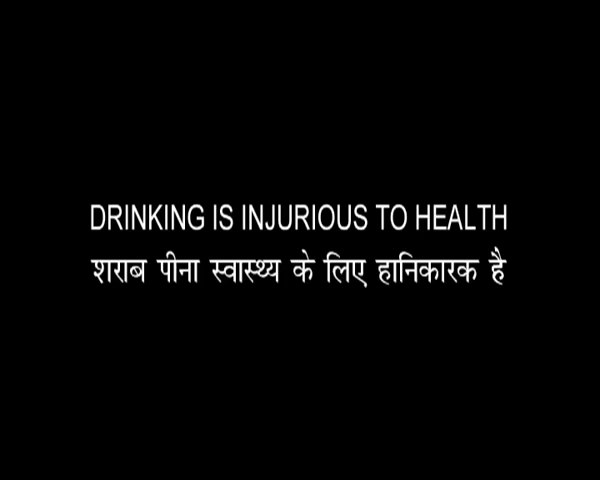 DRINKING IS INJURIOUS TO HEALTH
शराब पीना स्वास्थ्य के लिए हानिकारक है